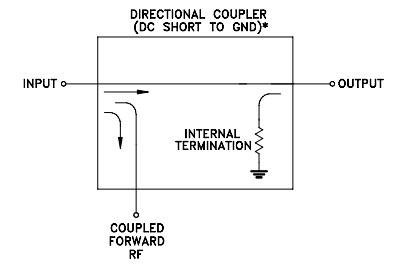 DIRECTIONAL COUPLER
(DC SHORT TO GND)*
INPUT
OUTPUT
INTERNAL
TERMINATION
COUPLED
FORWARD
RF